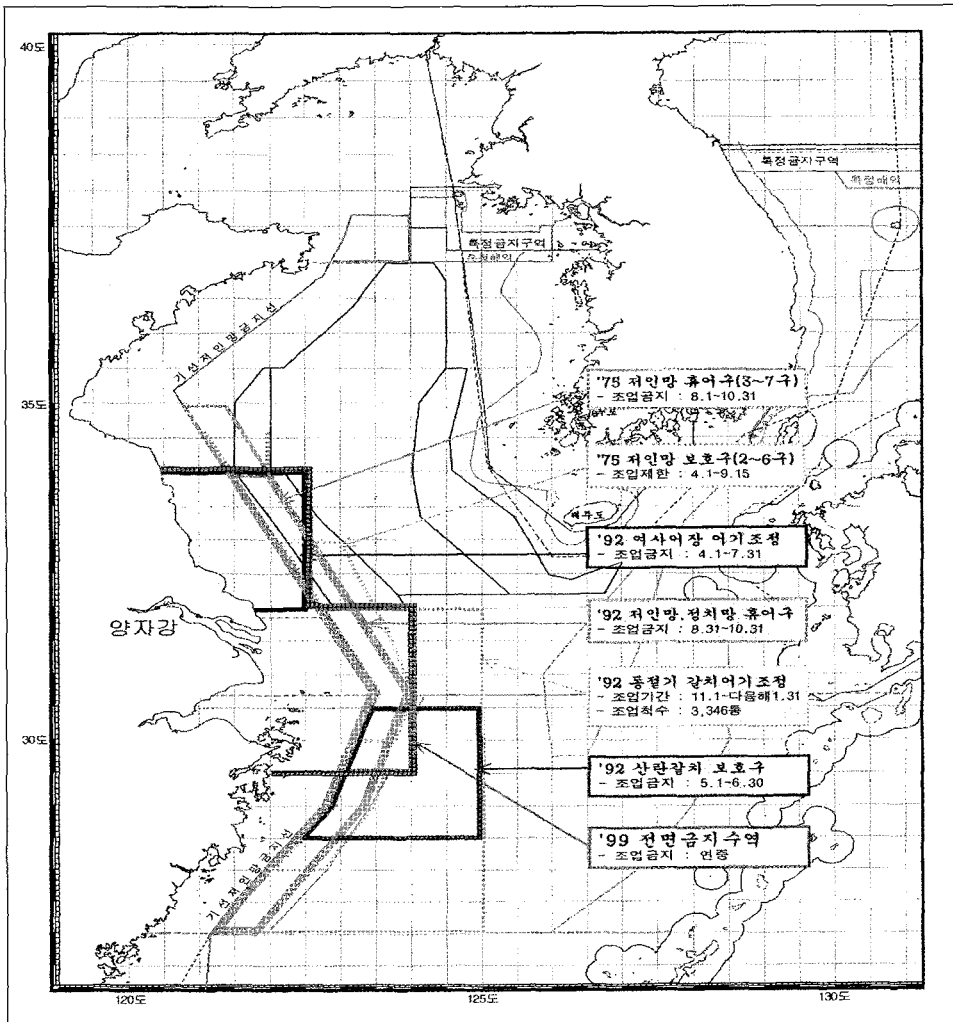 40도
특정금지구역
특정해역
특정금지구역
특정해역
기선저인망금지선
'75 저인망 휴어구(3~7구)
- 조업금지 : 8.1~10.31
35도
'75 저인망 보호구(2~6구)
- 조업제한 : 4.1~9.15
제주도
'92 여사어장 어기조정
- 조업금지 : 4.1~7.31
양자강
'92 저인망,정치망 휴어구
- 조업금지 : 8.31~10.31
'92 동절기 갈치어기조정
- 조업기간 : 11.1~다음해1.31
- 조업척수 : 3,346통
30도
'92 산란갈치 보호구
- 조업금지 : 5.1~6.30
'99 전면금지수역
- 조업금지 : 연중
기선저인망금지선
120도
125도
130도